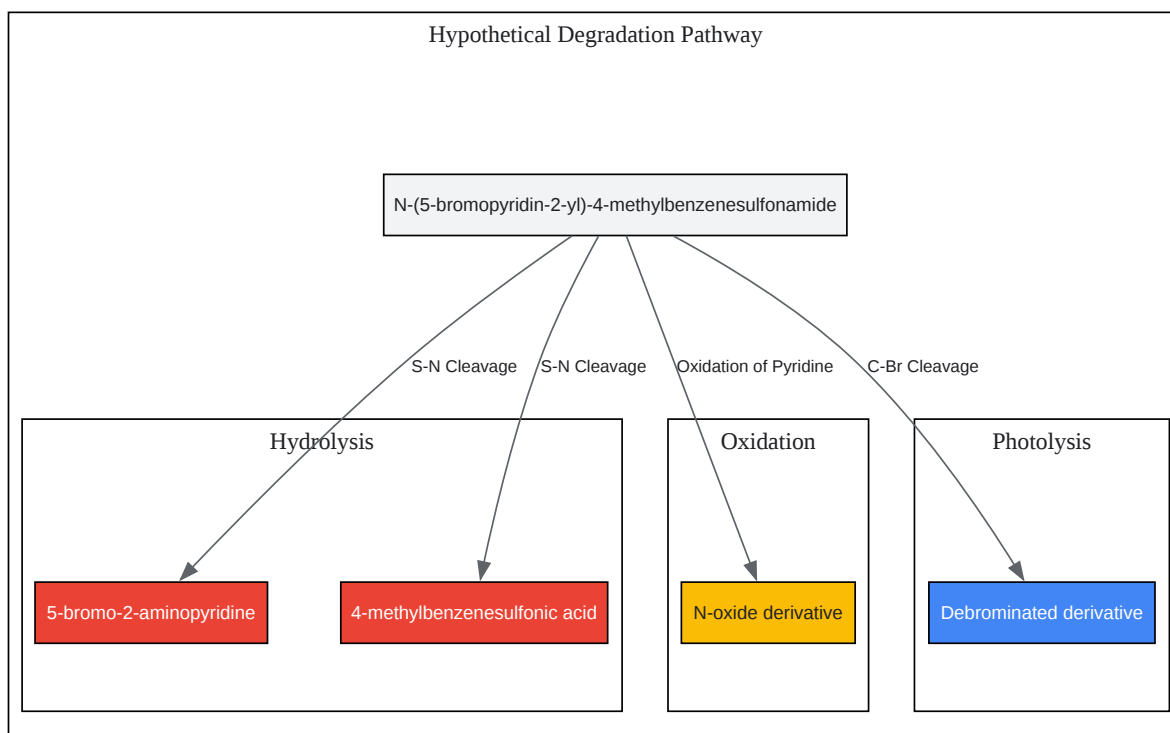 Hypothetical Degradation Pathway
N-(5-bromopyridin-2-yl)-4-methylbenzenesulfonamide
S-N Cleavage
S-N Cleavage
Oxidation of Pyridine
C-Br Cleavage
Hydrolysis
Oxidation
Photolysis
5-bromo-2-aminopyridine
4-methylbenzenesulfonic acid
N-oxide derivative
Debrominated derivative